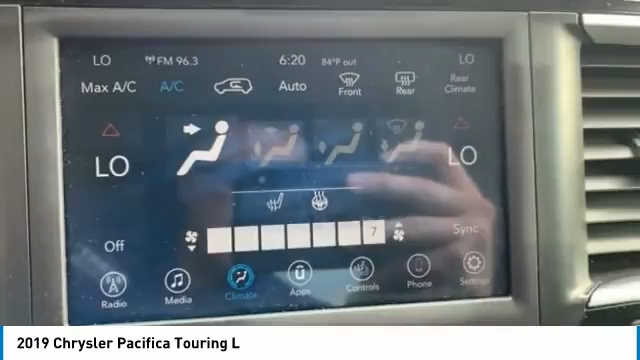 LO FM 96.3 6:20 84°F out LO
Max A/C A/C Auto Front Rear Rear Climate
LO LO
7
Off Sync
Radio Media Climate Apps Controls Phone Settings
2019 Chrysler Pacifica Touring L